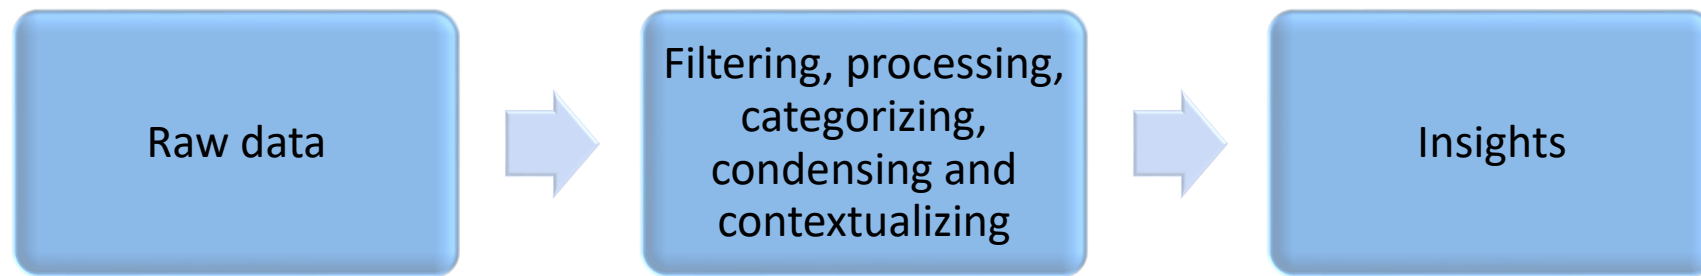 Raw data
Filtering, processing,
categorizing,
condensing and
contextualizing
Insights